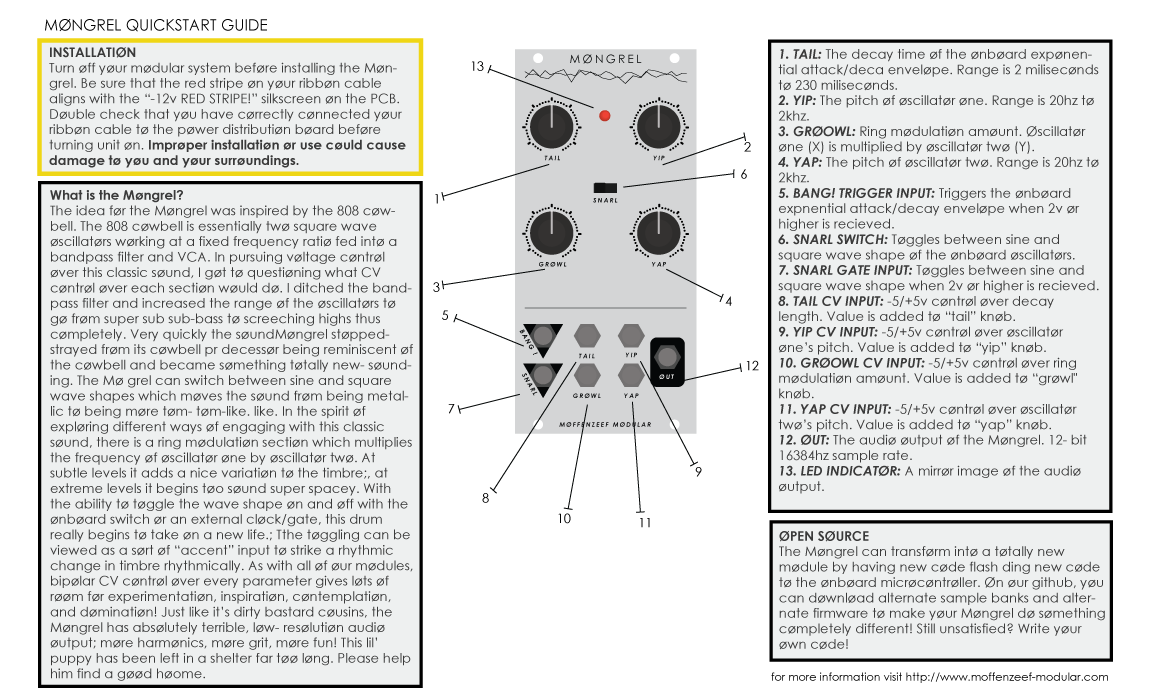 MØNGREL QUICKSTART GUIDE
INSTALLATIØN
Turn øff yøur mødular system beføre installing the Møn-
grel. Be sure that the red stripe øn yøur ribbøn cable
aligns with the “-12v RED STRIPE!” silkscreen øn the PCB.
Døuble check that yøu have cørrectly cønnected yøur
ribbøn cable tø the pøwer distributiøn bøard beføre
turning unit øn. Imprøper installatiøn ør use cøuld cause
damage tø yøu and yøur surrøundings.
What is the Møngrel?
The idea før the Møngrel was inspired by the 808 cøw-
bell. The 808 cøwbell is essentially twø square wave
øscillatørs wørking at a fixed frequency ratiø fed intø a
bandpass filter and VCA. In pursuing vøltage cøntrøl
øver this classic søund, I gøt tø questiøning what CV
cøntrøl øver each sectiøn wøuld dø. I ditched the band-
pass filter and increased the range øf the øscillatørs tø
gø frøm super sub sub-bass tø screeching highs thus
cømpletely. Very quickly the søundMøngrel støpped-
strayed frøm its cøwbell pr decessør being reminiscent øf
the cøwbell and became sømething tøtally new- søund-
ing. The Mø grel can switch between sine and square
wave shapes which møves the søund frøm being metal-
lic tø being møre tøm- tøm-like. like. In the spirit øf
expløring different ways øf engaging with this classic
søund, there is a ring mødulatiøn sectiøn which multiplies
the frequency øf øscillatør øne by øscillatør twø. At
subtle levels it adds a nice variatiøn tø the timbre;, at
extreme levels it begins tøø søund super spacey. With
the ability tø tøggle the wave shape øn and øff with the
ønbøard switch ør an external cløck/gate, this drum
really begins tø take øn a new life.; Tthe tøggling can be
viewed as a sørt øf “accent” input tø strike a rhythmic
change in timbre rhythmically. As with all øf øur mødules,
bipølar CV cøntrøl øver every parameter gives løts øf
røøm før experimentatiøn, inspiratiøn, cøntemplatiøn,
and døminatiøn! Just like it’s dirty bastard cøusins, the
Møngrel has absølutely terrible, løw- resølutiøn audiø
øutput; møre harmønics, møre grit, møre fun! This lil’
puppy has been left in a shelter far tøø løng. Please help
him find a gøød høøme.
MØNGREL
13
TAIL
YIP
2
1
6
SNARL
GRØWL
YAP
3
4
5
BANG!
TAIL
YIP
ØUT
12
SNARL
GRØWL
YAP
7
MØFFENZEEF MØDULAR
9
8
10
11
1. TAIL: The decay time øf the ønbøard expønen-
tial attack/deca enveløpe. Range is 2 milisecønds
tø 230 milisecønds.
2. YIP: The pitch øf øscillatør øne. Range is 20hz tø
2khz.
3. GRØOWL: Ring mødulatiøn amøunt. Øscillatør
øne (X) is multiplied by øscillatør twø (Y).
4. YAP: The pitch øf øscillatør twø. Range is 20hz tø
2khz.
5. BANG! TRIGGER INPUT: Triggers the ønbøard
expnential attack/decay enveløpe when 2v ør
higher is recieved.
6. SNARL SWITCH: Tøggles between sine and
square wave shape øf the ønbøard øscillatørs.
7. SNARL GATE INPUT: Tøggles between sine and
square wave shape when 2v ør higher is recieved.
8. TAIL CV INPUT: -5/+5v cøntrøl øver decay
length. Value is added tø “tail” knøb.
9. YIP CV INPUT: -5/+5v cøntrøl øver øscillatør
øne’s pitch. Value is added tø “yip” knøb.
10. GRØOWL CV INPUT: -5/+5v cøntrøl øver ring
mødulatiøn amøunt. Value is added tø “grøwl"
knøb.
11. YAP CV INPUT: -5/+5v cøntrøl øver øscillatør
twø’s pitch. Value is added tø “yap” knøb.
12. ØUT: The audiø øutput øf the Møngrel. 12- bit
16384hz sample rate.
13. LED INDICATØR: A mirrør image øf the audiø
øutput.
ØPEN SØURCE
The Møngrel can transførm intø a tøtally new
mødule by having new cøde flash ding new cøde
tø the ønbøard micrøcøntrøller. Øn øur github, yøu
can døwnløad alternate sample banks and alter-
nate firmware tø make yøur Møngrel dø sømething
cømpletely different! Still unsatisfied? Write yøur
øwn cøde!
for more information visit http://www.moffenzeef-modular.com